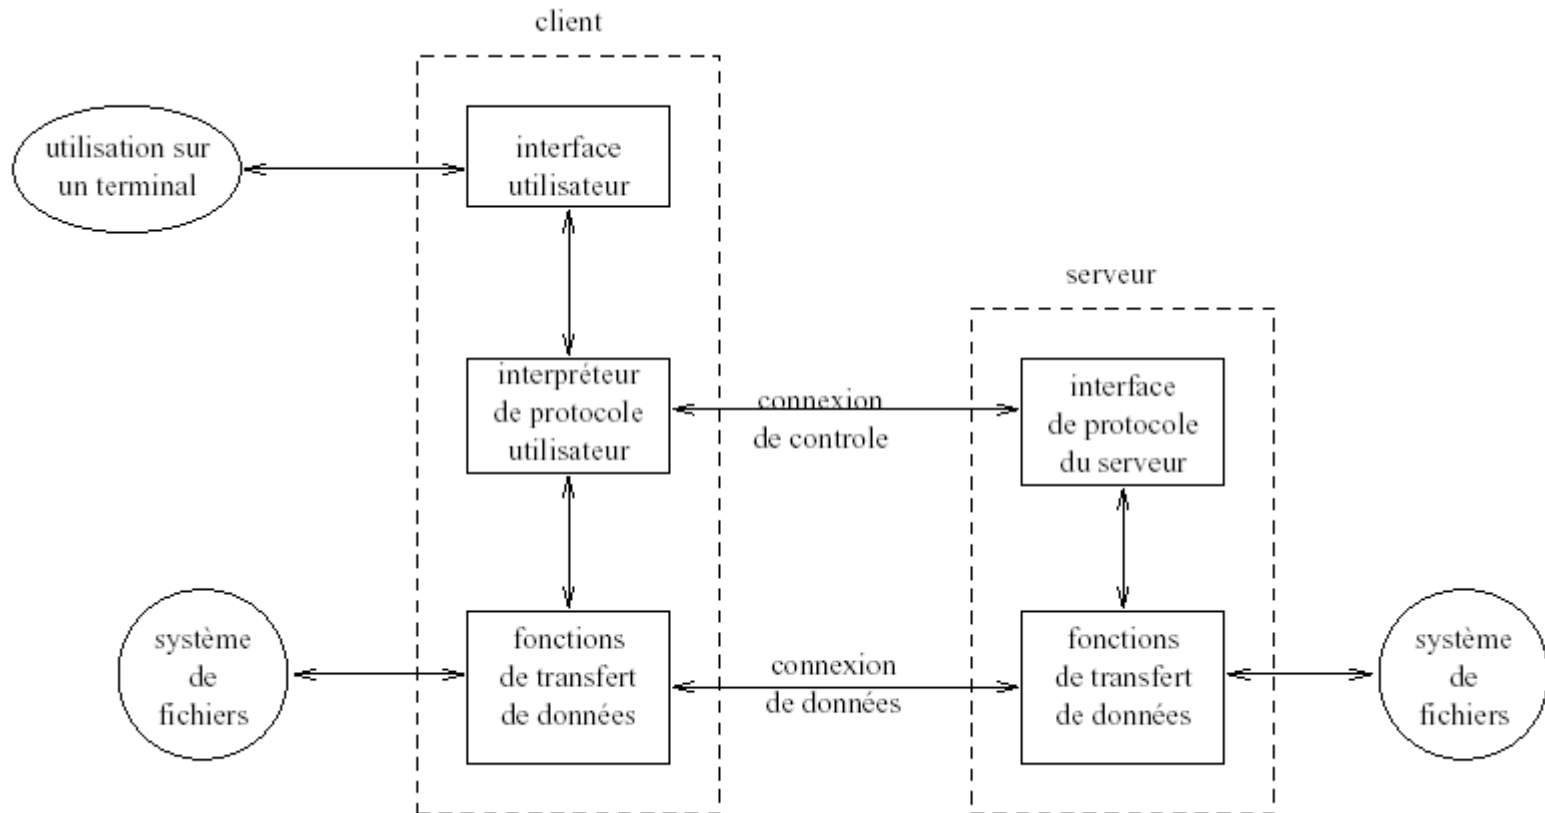 client
utilisation sur
un terminal
interface
utilisateur
serveur
interpréteur
de protocole
utilisateur
connexion
de controle
interface
de protocole
du serveur
système
de
fichiers
fonctions
de transfert
de données
connexion
de données
fonctions
de transfert
de données
système
de
fichiers